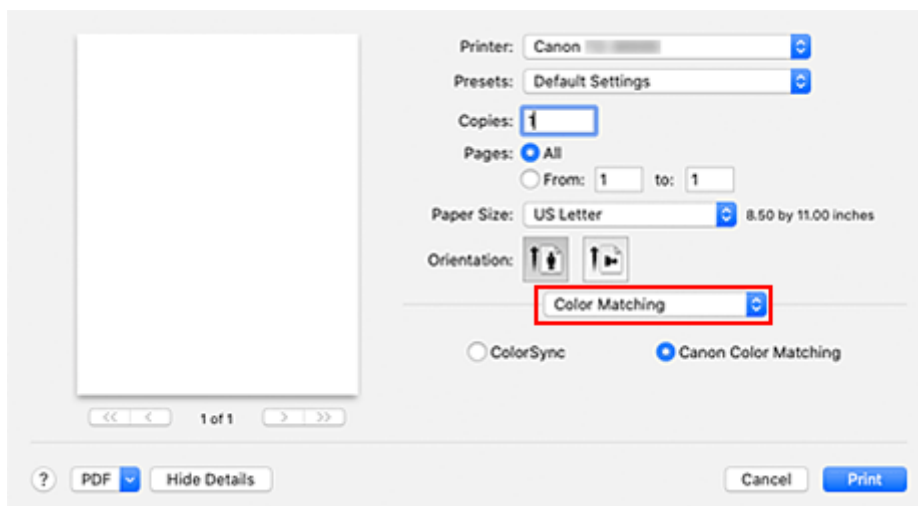 Printer: Canon
Presets: Default Settings
Copies: 1
Pages: All
From: 1 to: 1
Paper Size: US Letter 8.50 by 11.00 inches
Orientation:
Color Matching
ColorSync Canon Color Matching
<< < 1 of 1 > >>
? PDF Hide Details Cancel Print